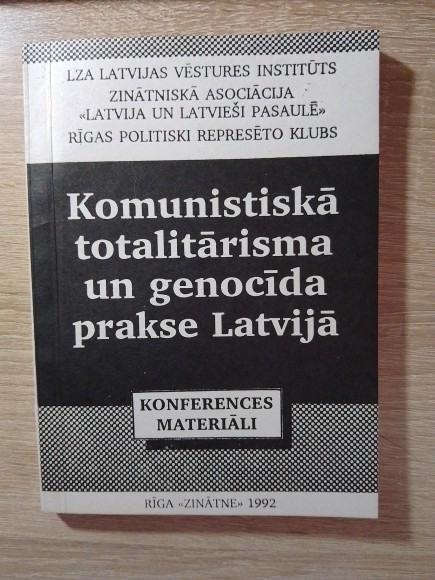 LZA LATVIJAS VĒSTURES INSTITŪTS
ZINĀTNISKĀ ASOCIĀCIJA
«LATVIJA UN LATVIEŠI PASAULĒ»
RĪGAS POLITISKI REPRESĒTO KLUBS
Komunistiskā
totalitārisma
un genocīda
prakse Latvijā
KONFERENCES
MATERIĀLI
RĪGA «ZINĀTNE» 1992